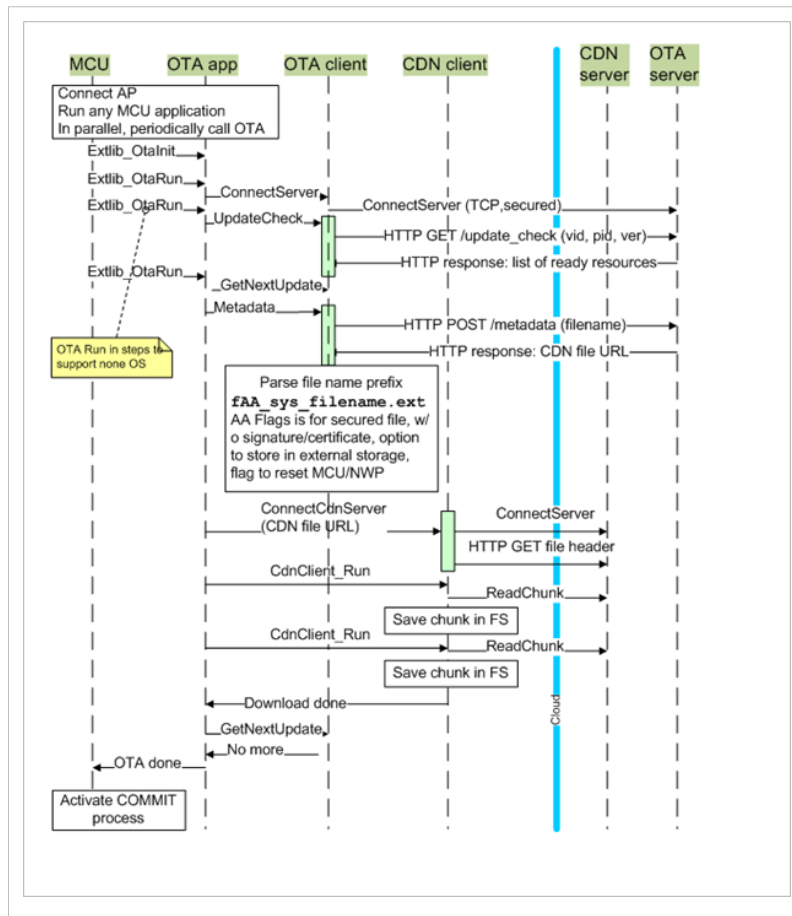 MCU
OTA app
OTA client
CDN client
CDN
server
OTA
server
Connect AP
Run any MCU application
In parallel, periodically call OTA
Extlib_OtaInit
Extlib_OtaRun
ConnectServer
Extlib_OtaRun
ConnectServer (TCP,secured)
UpdateCheck
HTTP GET /update_check (vid, pid, ver)
HTTP response: list of ready resources
Extlib_OtaRun
GetNextUpdate
Metadata
HTTP POST /metadata (filename)
OTA Run in steps to
support none OS
HTTP response: CDN file URL
Parse file name prefix
fAA_sys_filename.ext
AA Flags is for secured file, w/
o signature/certificate, option
to store in external storage,
flag to reset MCU/NWP
ConnectCdnServer
(CDN file URL)
ConnectServer
HTTP GET file header
CdnClient_Run
ReadChunk
Save chunk in FS
CdnClient_Run
ReadChunk
Save chunk in FS
Download done
Cloud
GetNextUpdate
No more
OTA done
Activate COMMIT
process